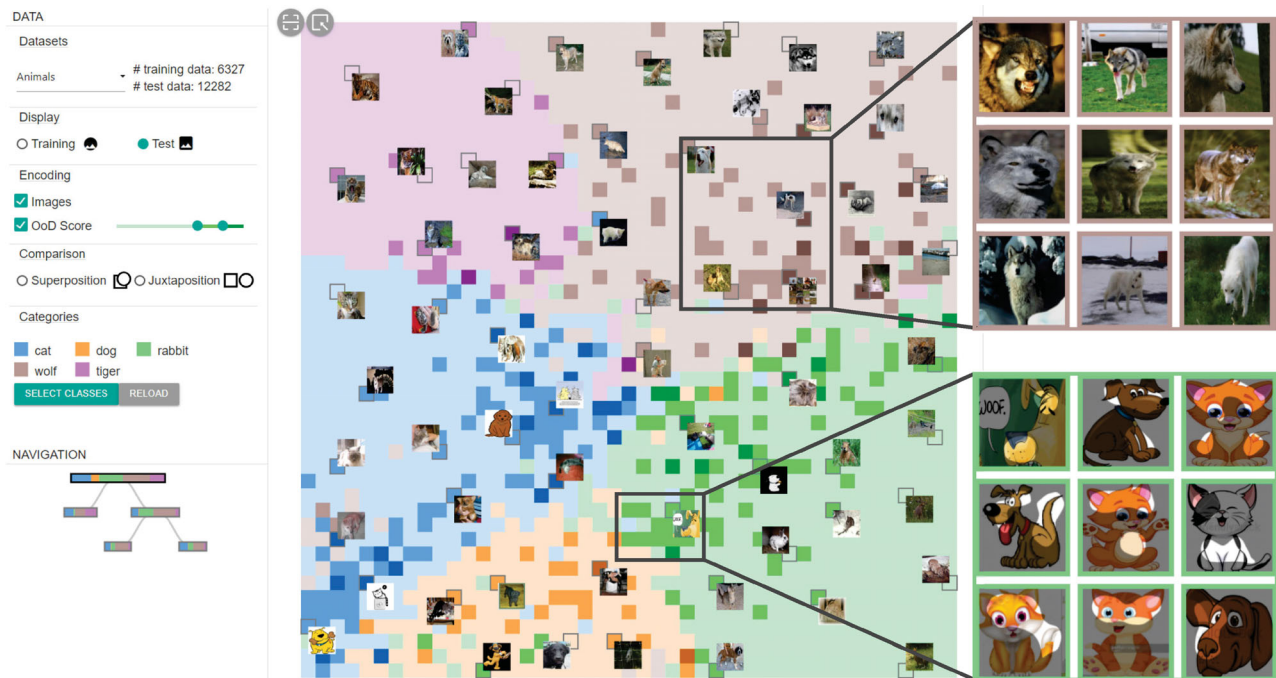 DATA
Datasets
Animals
# training data: 6327
# test data: 12282
Display
Training
Test
Encoding
Images
OoD Score
Comparison
Superposition
Juxtaposition
Categories
cat
dog
rabbit
wolf
tiger
SELECT CLASSES
RELOAD
NAVIGATION
WOOF.